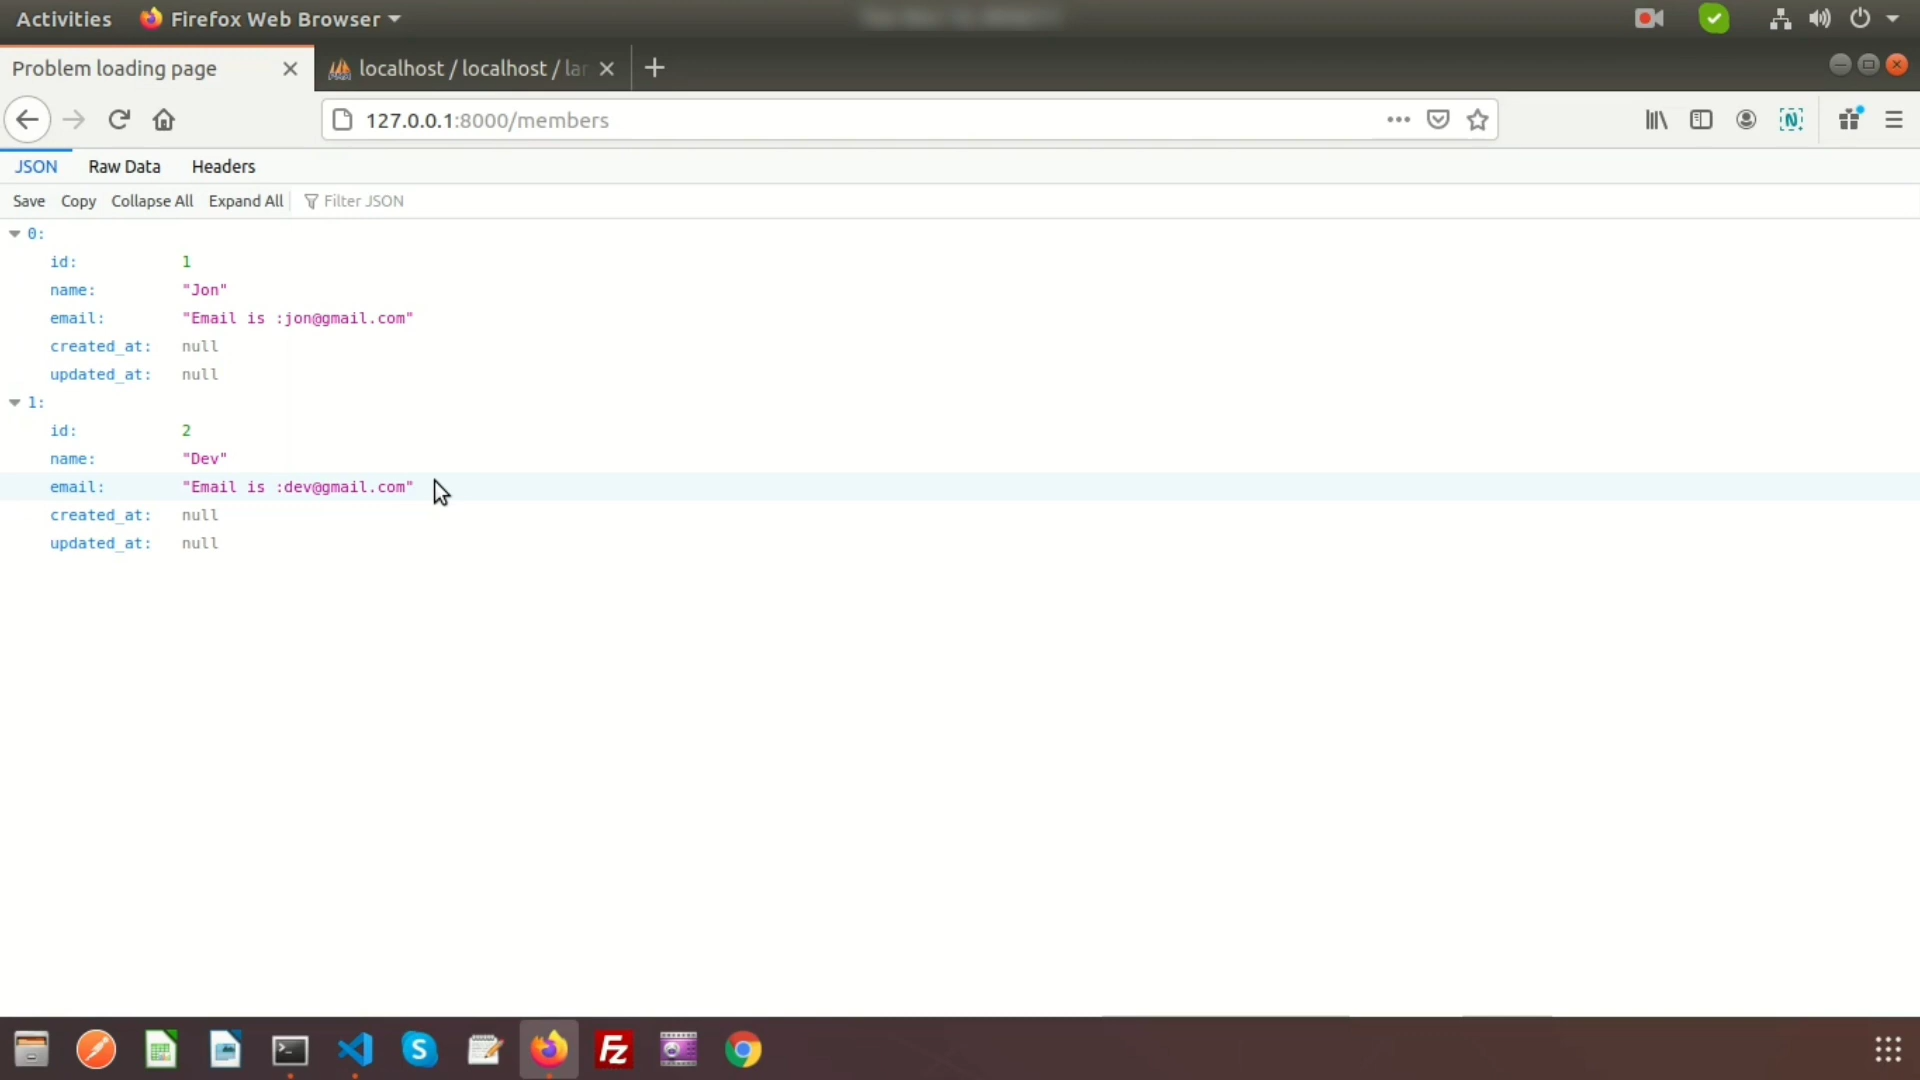 Activities Firefox Web Browser
Problem loading page localhost / localhost / lar
127.0.0.1:8000/members
JSON Raw Data Headers
Save Copy Collapse All Expand All Filter JSON
0:
id: 1
name: "Jon"
email: "Email is :jon@gmail.com"
created_at: null
updated_at: null
1:
id: 2
name: "Dev"
email: "Email is :dev@gmail.com"
created_at: null
updated_at: null